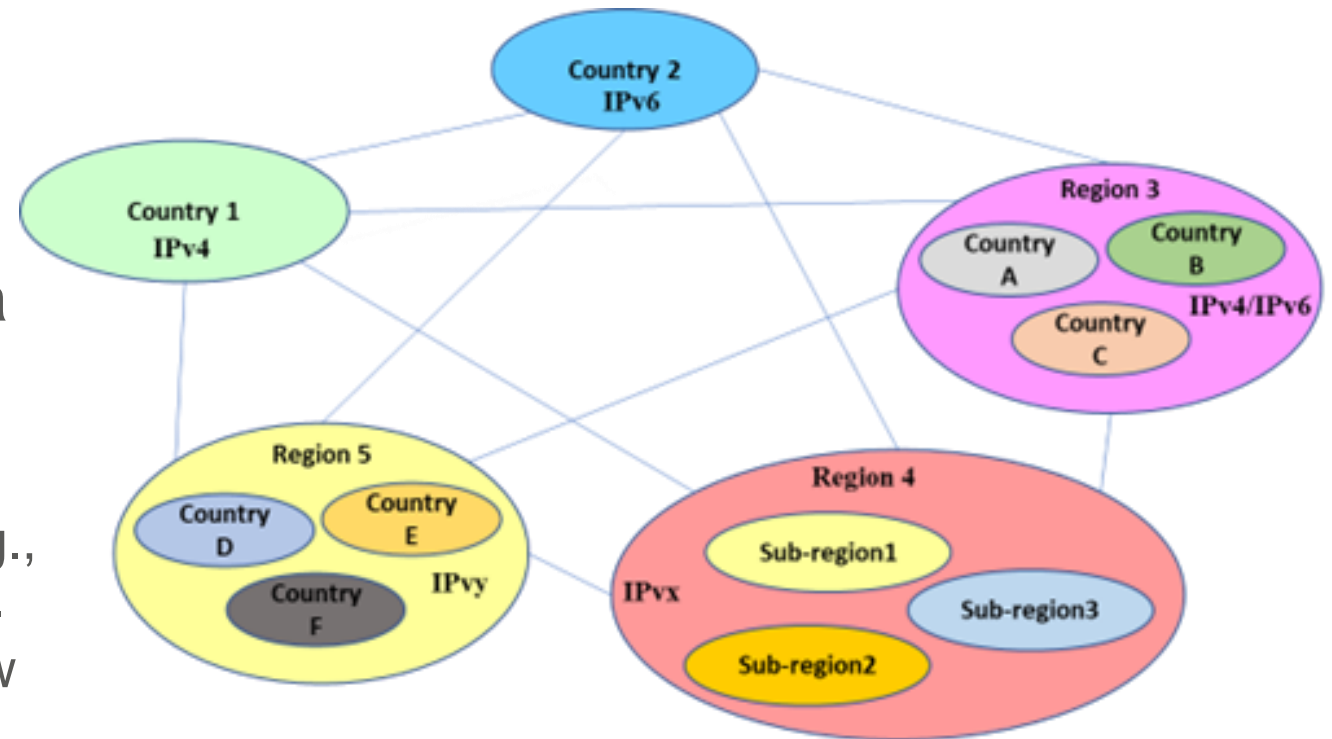 Country 2
IPv6
Country 1
IPv4
Region 3
Country
A
Country
B
IPv4/IPv6
Country
C
a
Region 5
Country
D
Country
E
IPvy
Country
F
g.,
w
Region 4
Sub-region1
IPvx
Sub-region3
Sub-region2